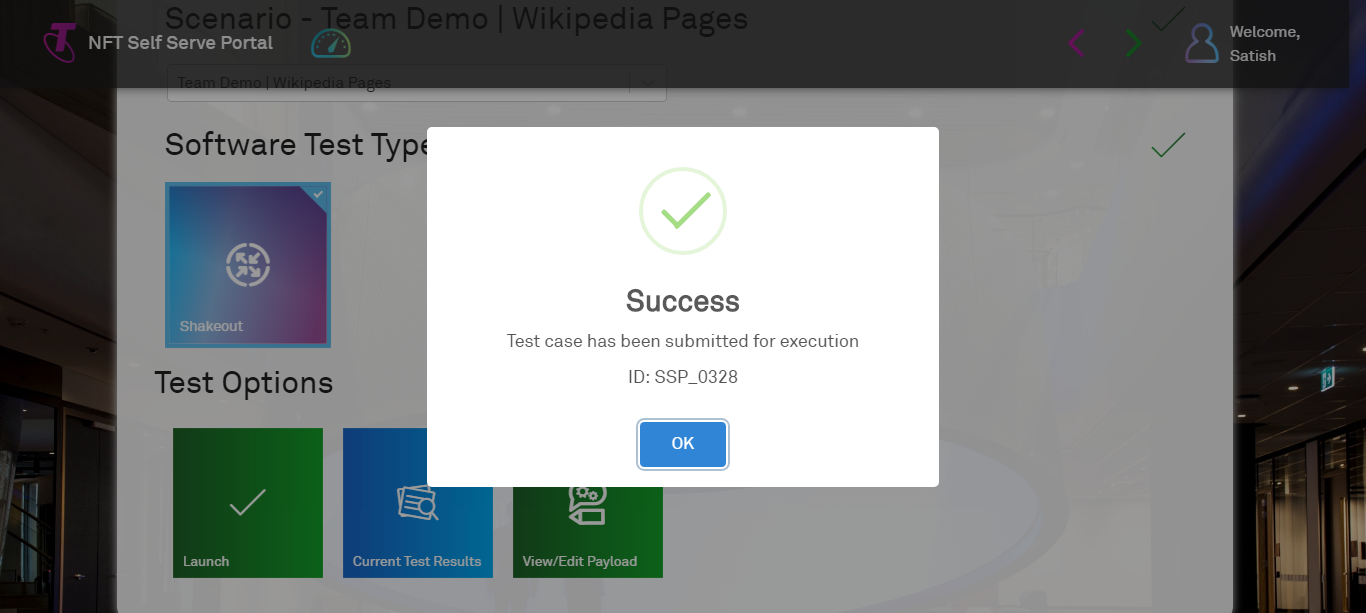 Scenario - Team Demo | Wikipedia Pages
NFT Self Serve Portal
Welcome,
Satish
Team Demo | Wikipedia Pages
Software Test Type
Shakeout
Success
Test case has been submitted for execution
ID: SSP_0328
OK
Test Options
Launch
Current Test Results
View/Edit Payload